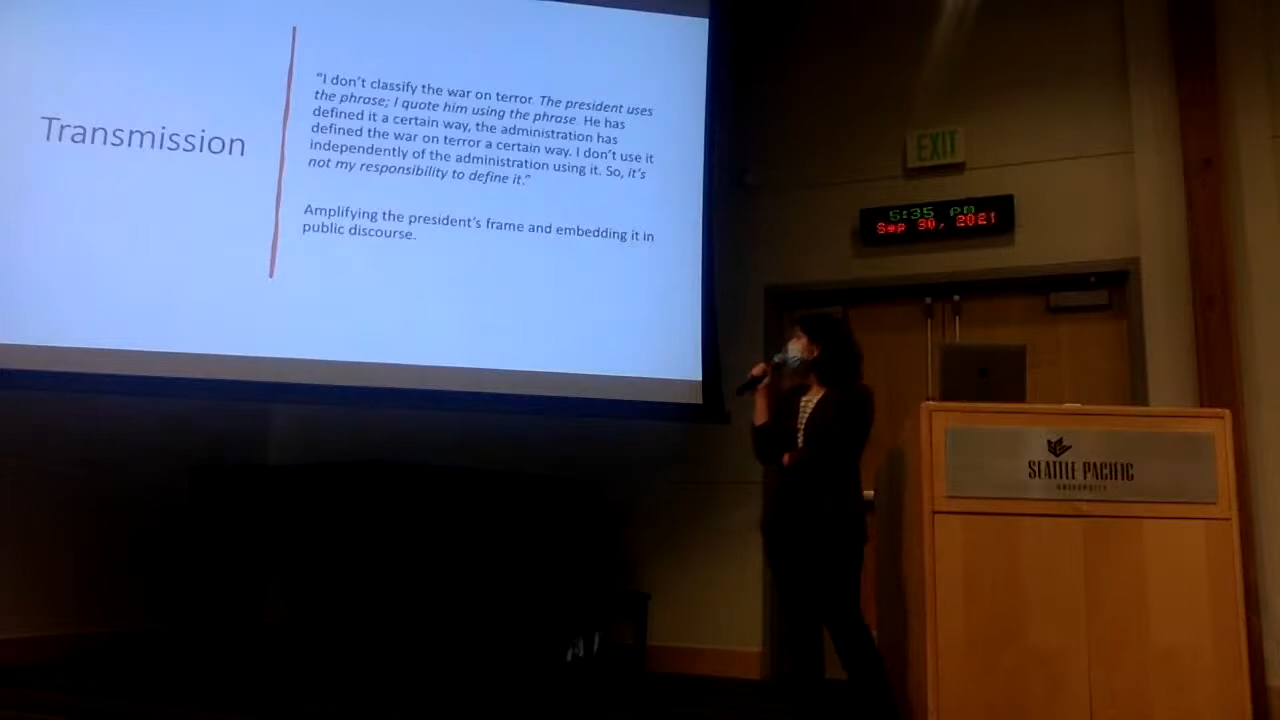 Transmission
"I don't classify the war on terror. The president uses
the phrase; I quote him using the phrase. He has
defined it a certain way, the administration has
defined the war on terror a certain way. I don't use it
independently of the administration using it. So, it's
not my responsibility to define it."
Amplifying the president's frame and embedding it in
public discourse.
EXIT
5:35 PM
Sep 30, 2021
SEATTLE PACIFIC
UNIVERSITY